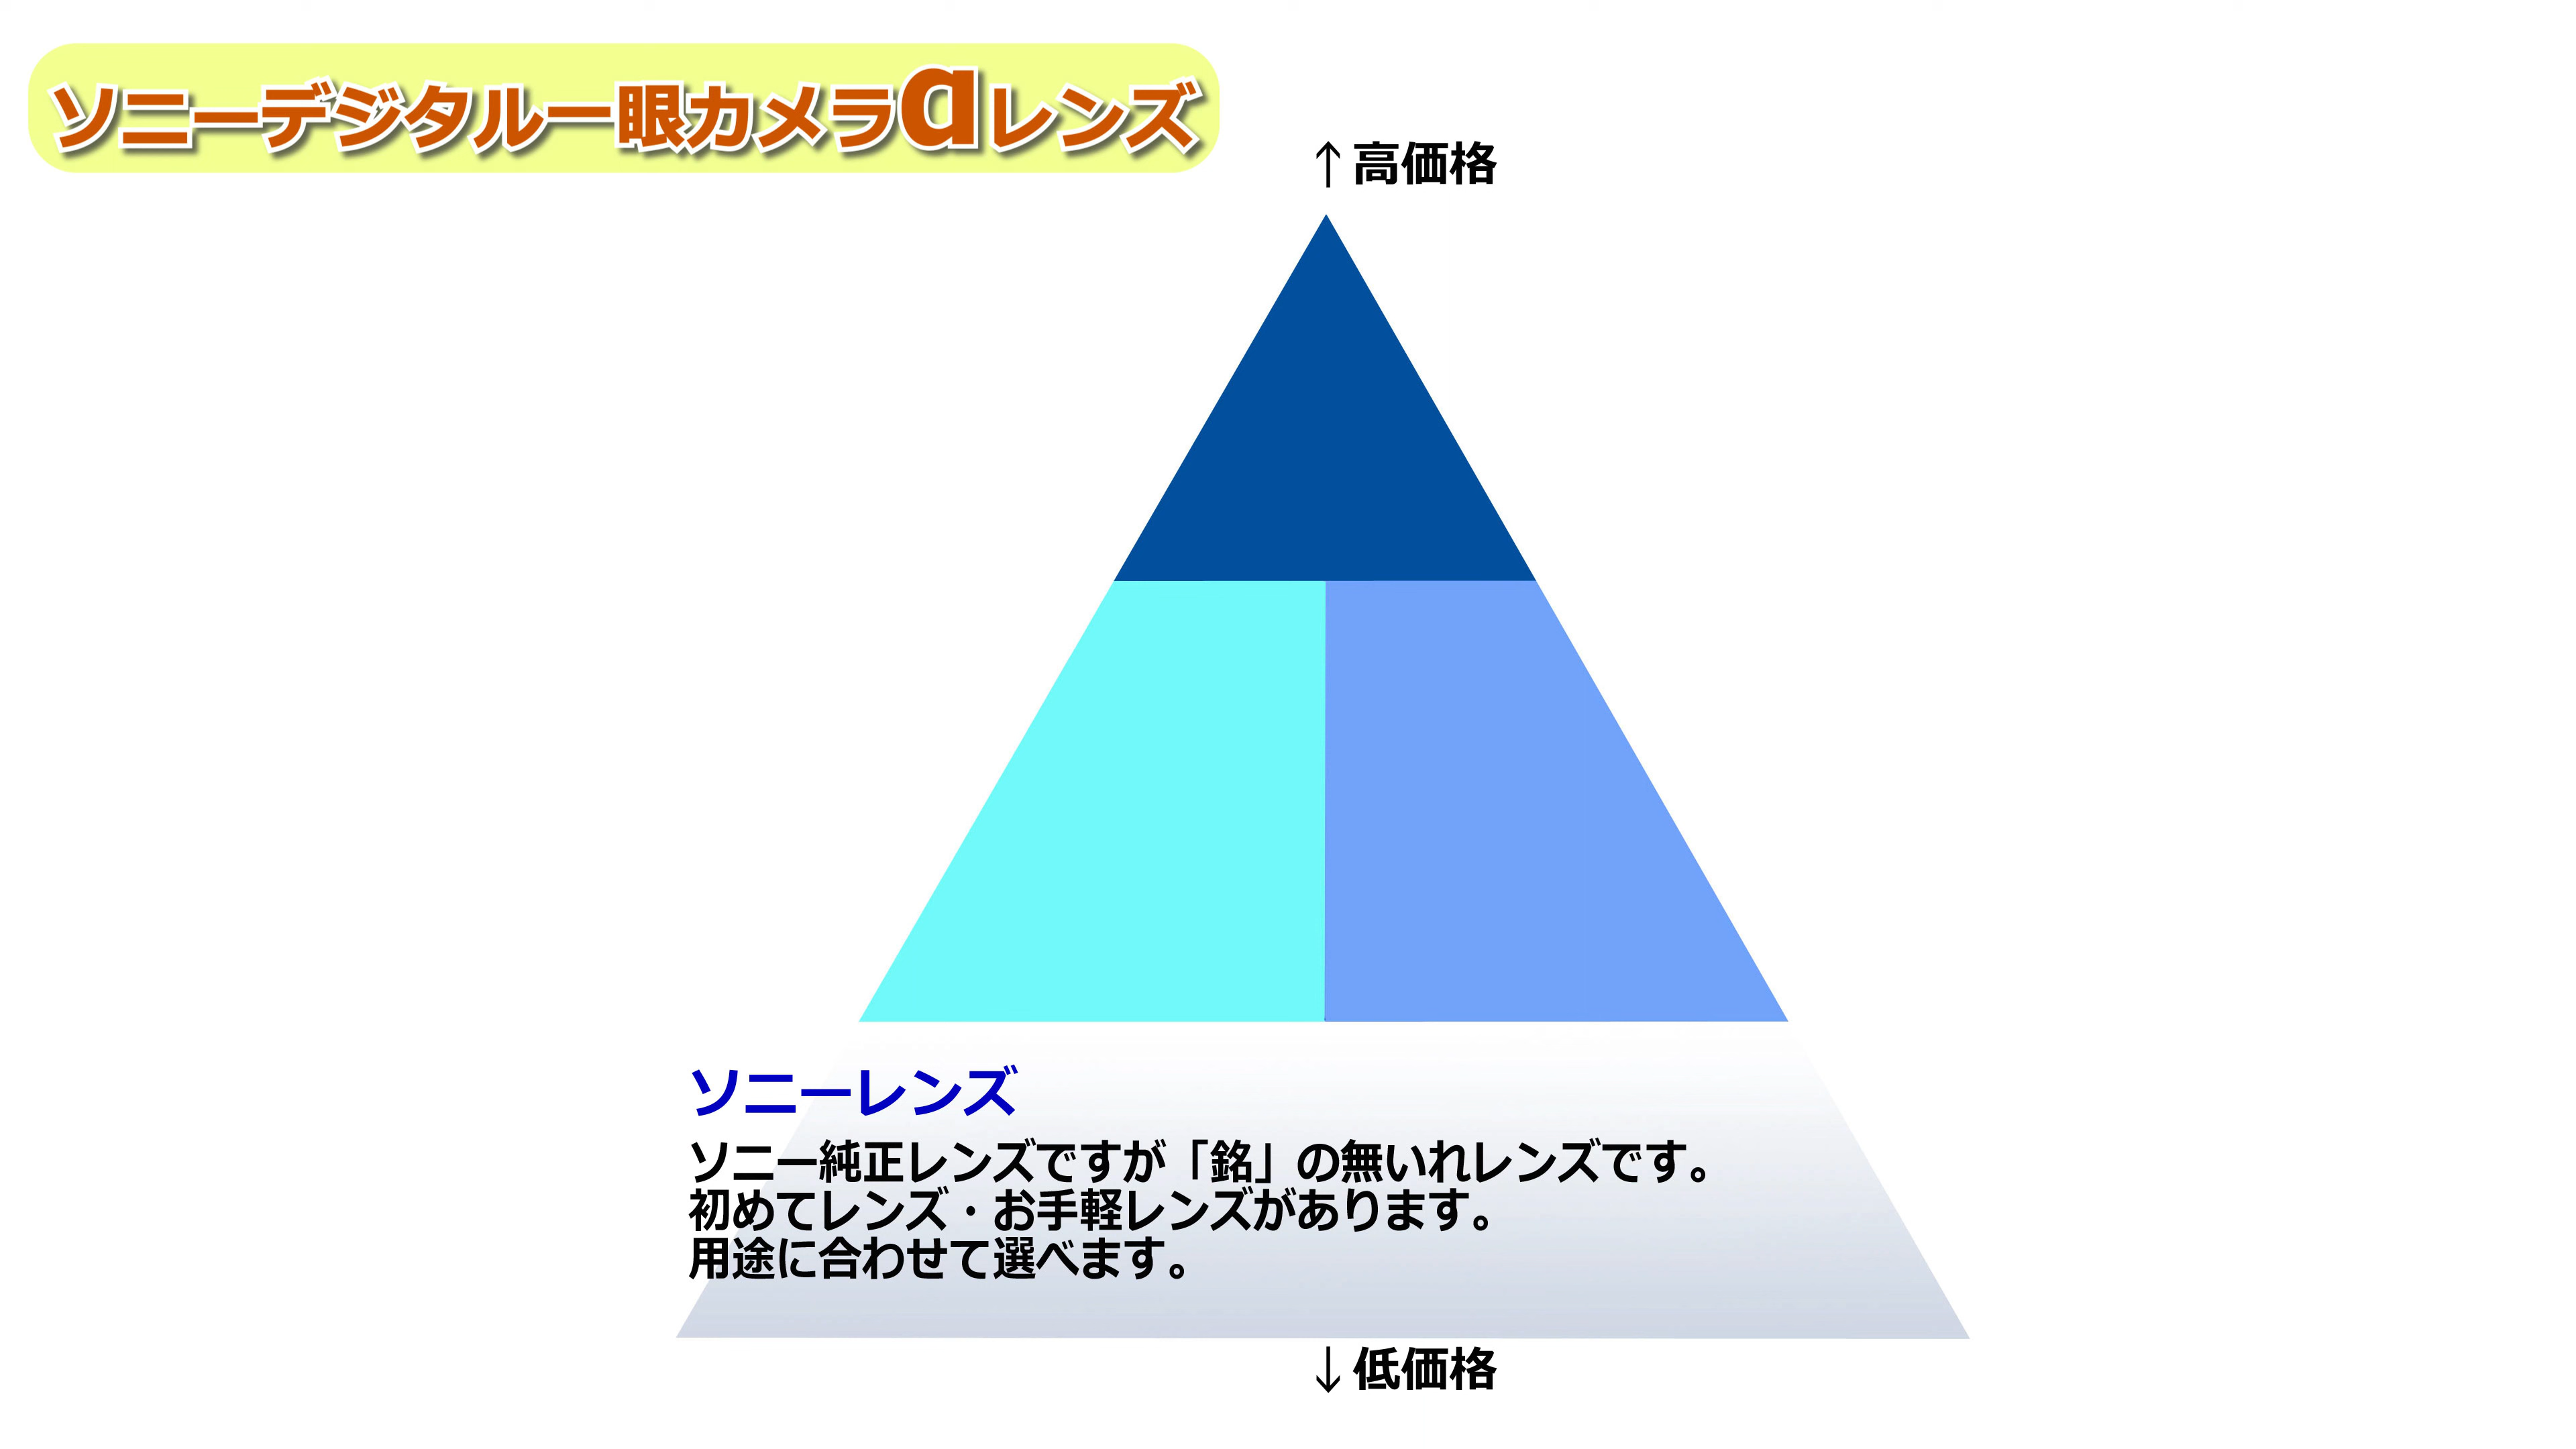 ソニーデジタル一眼カメラαレンズ
↑高価格
ソニーレンズ
ソニー純正レンズですが「銘」の無いれレンズです。
初めてレンズ・お手軽レンズがあります。
用途に合わせて選べます。
↓低価格